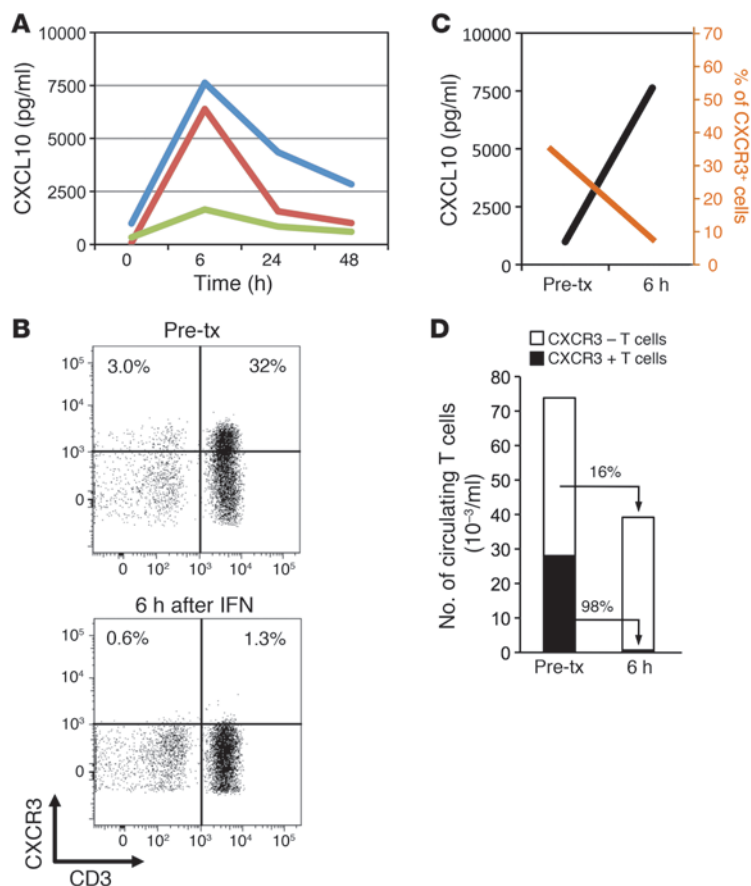 A
CXCL10 (pg/ml)
10000
7500
5000
2500
0
0 6 24 48
Time (h)
B
Pre-tx
3.0% 32%
10⁵
10⁴
10³
0
0 10² 10³ 10⁴ 10⁵
6 h after IFN
0.6% 1.3%
10⁵
10⁴
10³
0
0 10² 10³ 10⁴ 10⁵
CXCR3
CD3
C
CXCL10 (pg/ml)
10000
7500
5000
2500
0
70
60
50
40
30
20
10
0
% of CXCR3⁺ cells
Pre-tx 6 h
D
CXCR3 – T cells
CXCR3 + T cells
No. of circulating T cells
(10⁻³/ml)
80
70
60
50
40
30
20
10
0
16%
98%
Pre-tx 6 h